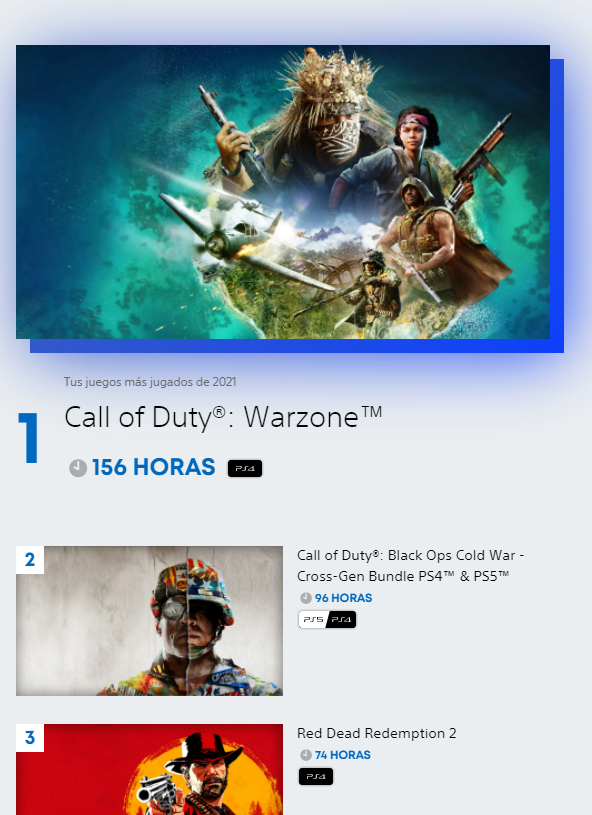 Tus juegos más jugados de 2021
1
Call of Duty®: Warzone™
156 HORAS
PS4
2
Call of Duty®: Black Ops Cold War -
Cross-Gen Bundle PS4™ & PS5™
96 HORAS
PS5 PS4
3
Red Dead Redemption 2
74 HORAS
PS4